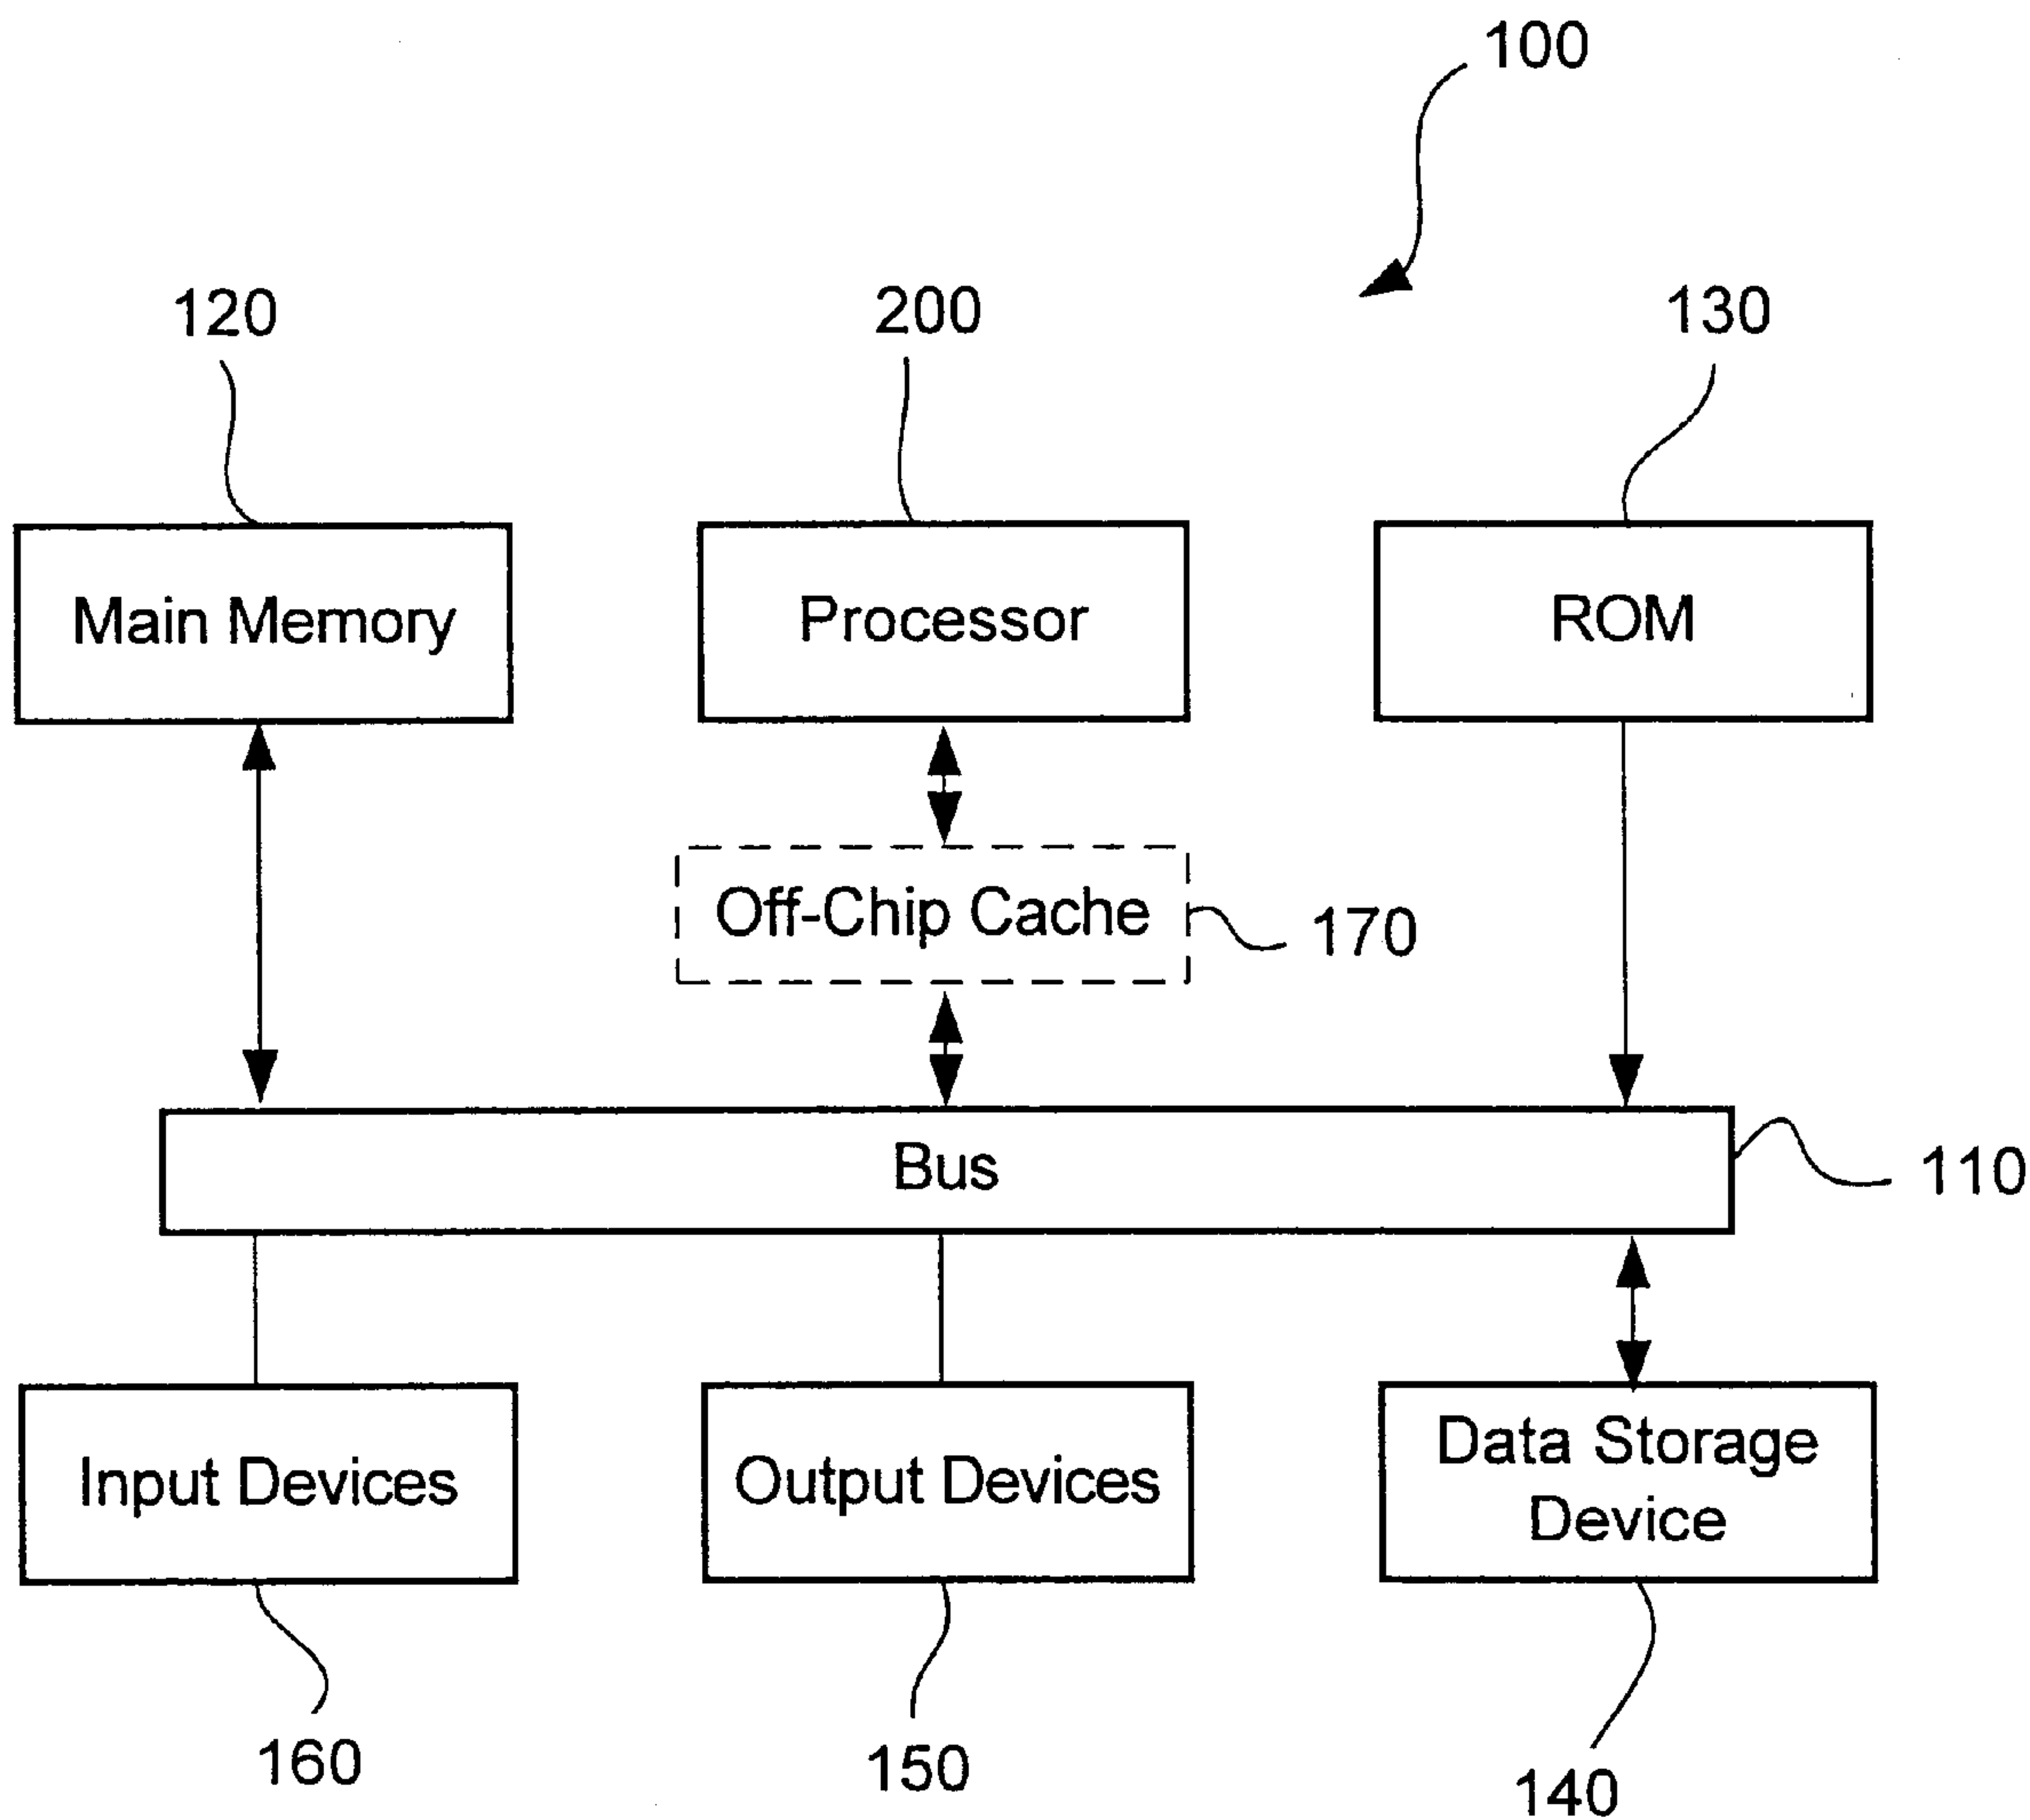 100
120
200
130
Main Memory
Processor
ROM
Off-Chip Cache
170
Bus
110
Input Devices
Output Devices
Data Storage
Device
160
150
140